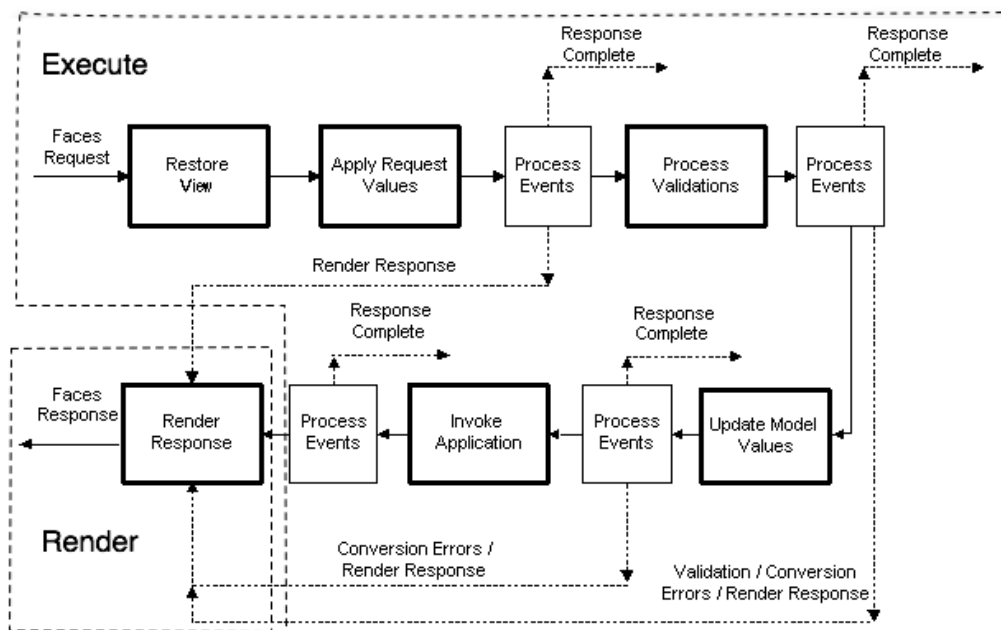 Execute
Response
Complete
Response
Complete
Faces
Request
Restore
View
Apply Request
Values
Process
Events
Process
Validations
Process
Events
Render Response
Response
Complete
Response
Complete
Faces
Response
Render
Response
Process
Events
Invoke
Application
Process
Events
Update Model
Values
Render
Conversion Errors /
Render Response
Validation / Conversion
Errors / Render Response